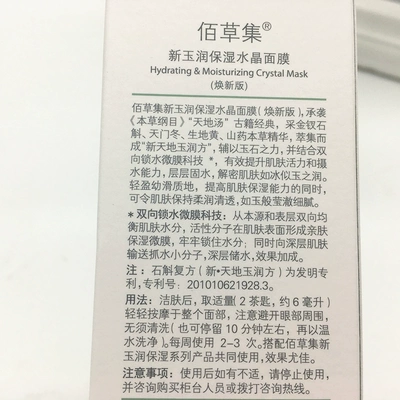 佰草集®
新玉润保湿水晶面膜
Hydrating & Moisturizing Crystal Mask
(焕新版)
佰草集新玉润保湿水晶面膜(焕新版),承袭
《本草纲目》“天地汤”古籍经典,采金钗石
斛、天门冬、生地黄、山药本草精华,萃集而
成“新天地玉润方”,辅以玉石之力,并结合双
向锁水微膜科技*,有效提升肌肤活力和摄
水能力,层层固水,解密肌肤如冰似玉之润。
轻盈幼滑质地,提高肌肤保湿能力的同时,
可令肌肤保持柔润清透,如玉般莹澈细腻。
*双向锁水微膜科技:从本源和表层双向均
衡肌肤水分,活性分子在肌肤表面形成亲肤
保湿微膜,牢牢锁住水分;同时向深层肌肤
输送抓水小分子,深层储水,效果加成。
注:石斛复方(新•天地玉润方)为发明专
利,专利号:201010621928.3。
用法:洁肤后,取适量(2茶匙,约6毫升)
轻轻按摩于整个面部,注意避开眼部周围,
无须清洗(也可停留10分钟左右,再以温
水洗净)。每周使用2-3次。搭配佰草集新
玉润保湿系列产品共同使用,效果尤佳。
注意事项:使用后如有不适,请停止使用,
并咨询购买柜台人员或拨打咨询热线。